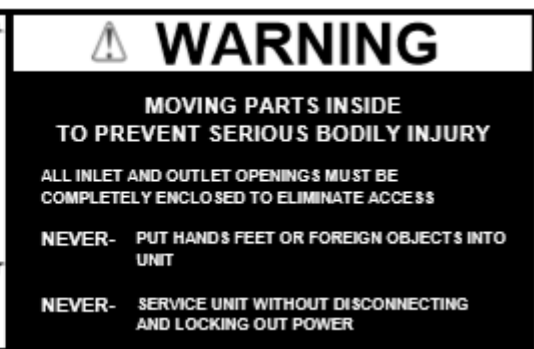 WARNING
MOVING PARTS INSIDE
TO PREVENT SERIOUS BODILY INJURY
ALL INLET AND OUTLET OPENINGS MUST BE
COMPLETELY ENCLOSED TO ELIMINATE ACCESS
NEVER- PUT HANDS FEET OR FOREIGN OBJECTS INTO
UNIT
NEVER- SERVICE UNIT WITHOUT DISCONNECTING
AND LOCKING OUT POWER